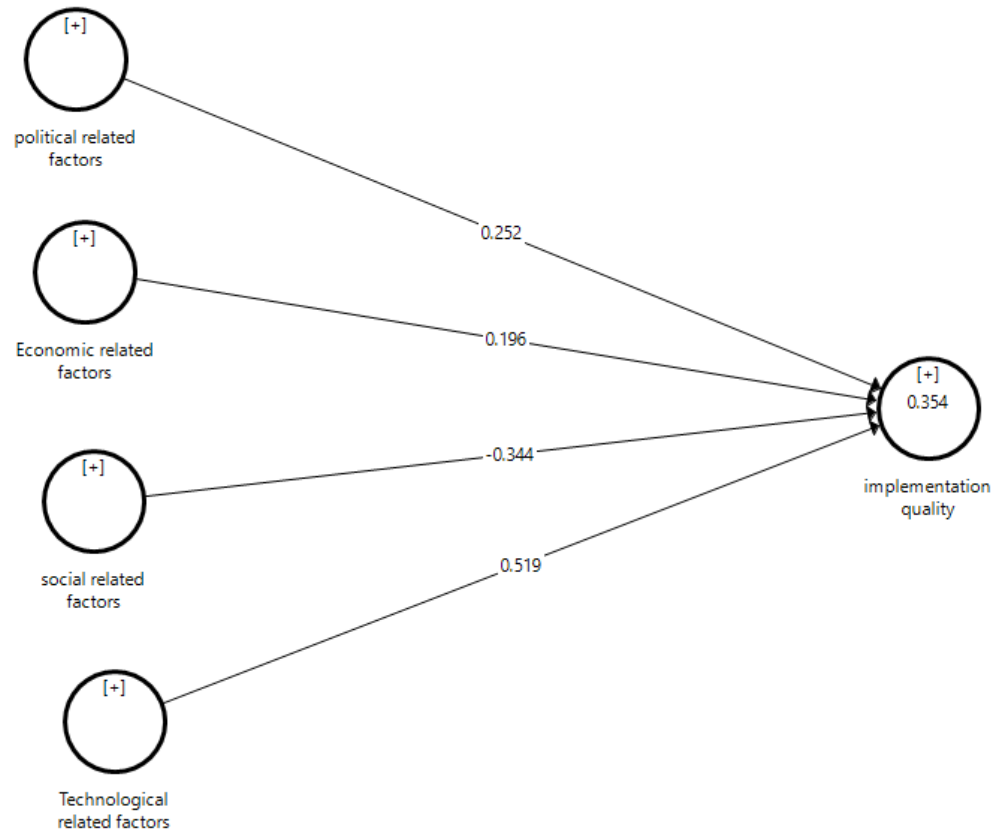 [+]
political related
factors
0.252
[+]
Economic related
factors
0.196
[+]
0.354
implementation
quality
-0.344
[+]
social related
factors
0.519
[+]
Technological
related factors